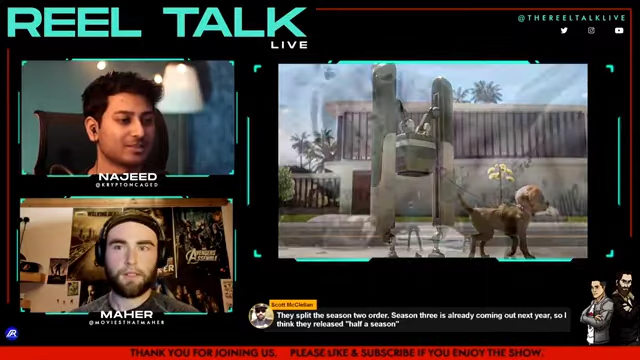 REEL TALK
LIVE
@THEREELTALKLIVE
NAJEED
@KRYPTONCAGED
AVENGERS
ASSEMBLE
MAHER
@MOVIESTHATMAHER
Scott McClellan
They split the season two order. Season three is already coming out next year, so I
think they released "half a season"
THANK YOU FOR JOINING US. PLEASE LIKE & SUBSCRIBE IF YOU ENJOY THE SHOW.